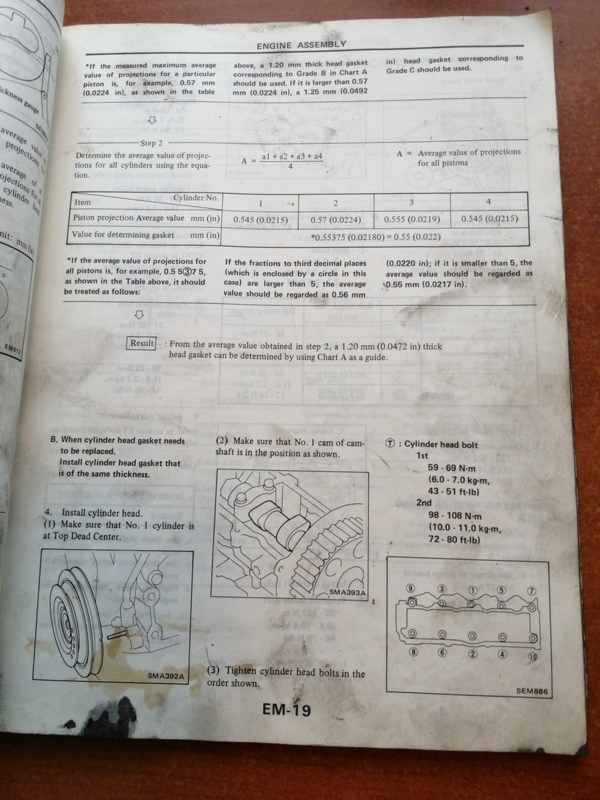 ENGINE ASSEMBLY
*If the measured maximum average
value of projections for a particular
piston is, for example, 0.57 mm
(0.0224 in), as shown in the table
above, a 1.20 mm thick head gasket
corresponding to Grade B in Chart A
should be used. If it is larger than 0.57
mm (0.0224 in), a 1.25 mm (0.0492
in) head gasket corresponding to
Grade C should be used.
Step 2
Determine the average value of projec-
tions for all cylinders using the equa-
tion.
A = a1 + a2 + a3 + a4
4
A = Average value of projections
for all pistons
Item Cylinder No. 1 2 3 4
Piston projection Average value mm (in) 0.545 (0.0215) 0.57 (0.0224) 0.555 (0.0219) 0.545 (0.0215)
Value for determining gasket mm (in) *0.55375 (0.02180) = 0.55 (0.022)
*If the average value of projections for
all pistons is, for example, 0.5 5③7 5,
as shown in the Table above, it should
be treated as follows:
If the fractions to third decimal places
(which is enclosed by a circle in this
case) are larger than 5, the average
value should be regarded as 0.56 mm
(0.0220 in); if it is smaller than 5, the
average value should be regarded as
0.55 mm (0.0217 in).
Result : From the average value obtained in step 2, a 1.20 mm (0.0472 in) thick
head gasket can be determined by using Chart A as a guide.
B. When cylinder head gasket needs
to be replaced.
Install cylinder head gasket that
is of the same thickness.
4. Install cylinder head.
(1) Make sure that No. 1 cylinder is
at Top Dead Center.
SMA392A
(2) Make sure that No. 1 cam of cam-
shaft is in the position as shown.
SMA393A
(3) Tighten cylinder head bolts in the
order shown.
Ⓣ : Cylinder head bolt
1st
59 - 69 N·m
(6.0 - 7.0 kg-m,
43 - 51 ft-lb)
2nd
98 - 108 N·m
(10.0 - 11.0 kg-m,
72 - 80 ft-lb)
⑨ ③ ① ⑤ ⑦
⑧ ⑥ ② ④ ⑩
SEM886
EM-19